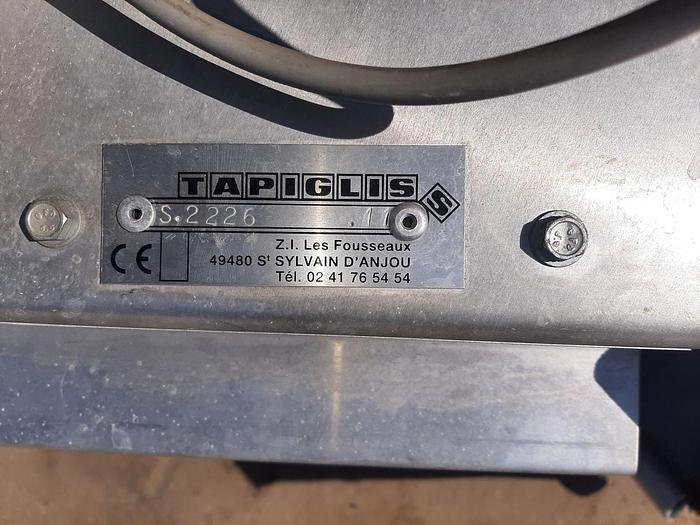 TAPIGLIS S
S.2226
CE
Z.I. Les Fousseaux
49480 St SYLVAIN D'ANJOU
Tél. 02 41 76 54 54